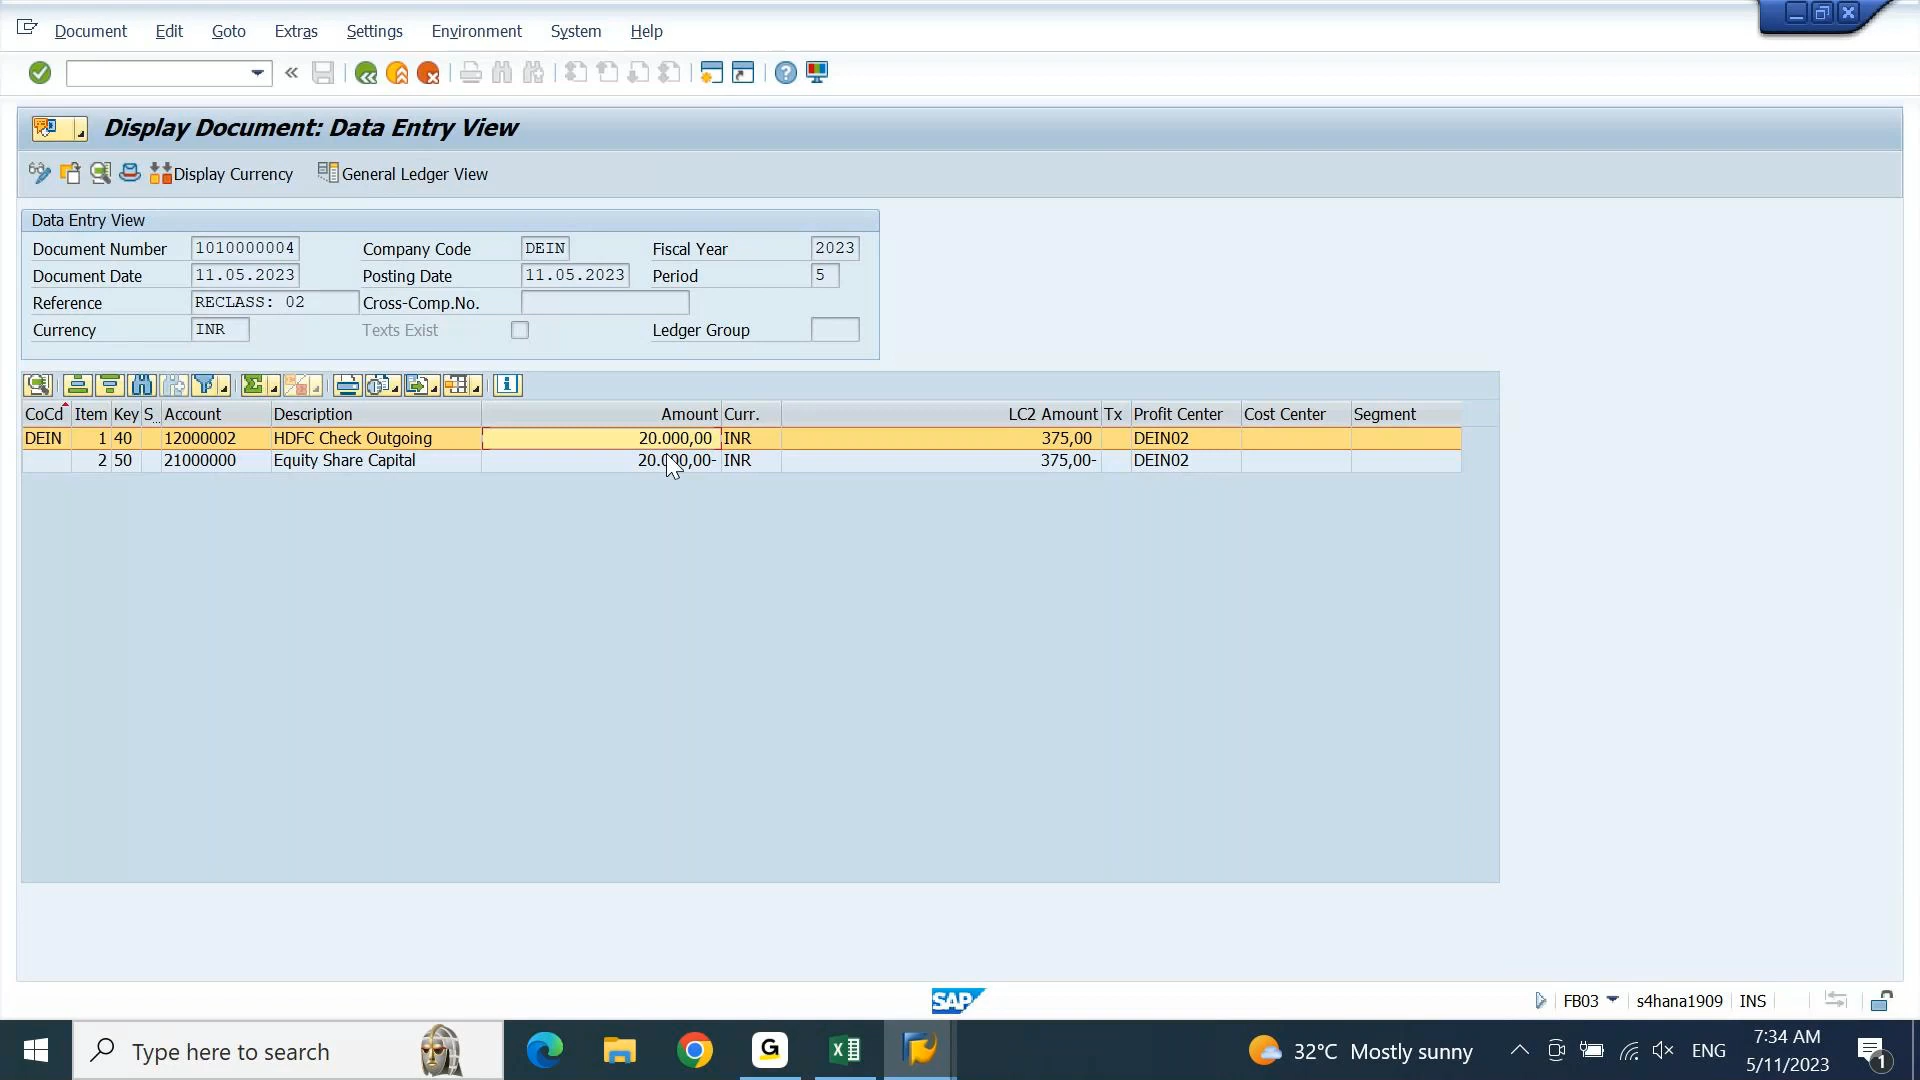 Document Edit Goto Extras Settings Environment System Help
Display Document: Data Entry View
Display Currency General Ledger View
Data Entry View
Document Number 1010000004 Company Code DEIN Fiscal Year 2023
Document Date 11.05.2023 Posting Date 11.05.2023 Period 5
Reference RECLASS: 02 Cross-Comp.No.
Currency INR Texts Exist Ledger Group
CoCd Item Key S... Account Description Amount Curr. LC2 Amount Tx Profit Center Cost Center Segment
DEIN 1 40 12000002 HDFC Check Outgoing 20.000,00 INR 375,00 DEIN02
2 50 21000000 Equity Share Capital 20.000,00- INR 375,00- DEIN02
SAP FB03 s4hana1909 INS
Type here to search G 32°C Mostly sunny ENG 7:34 AM
5/11/2023 1